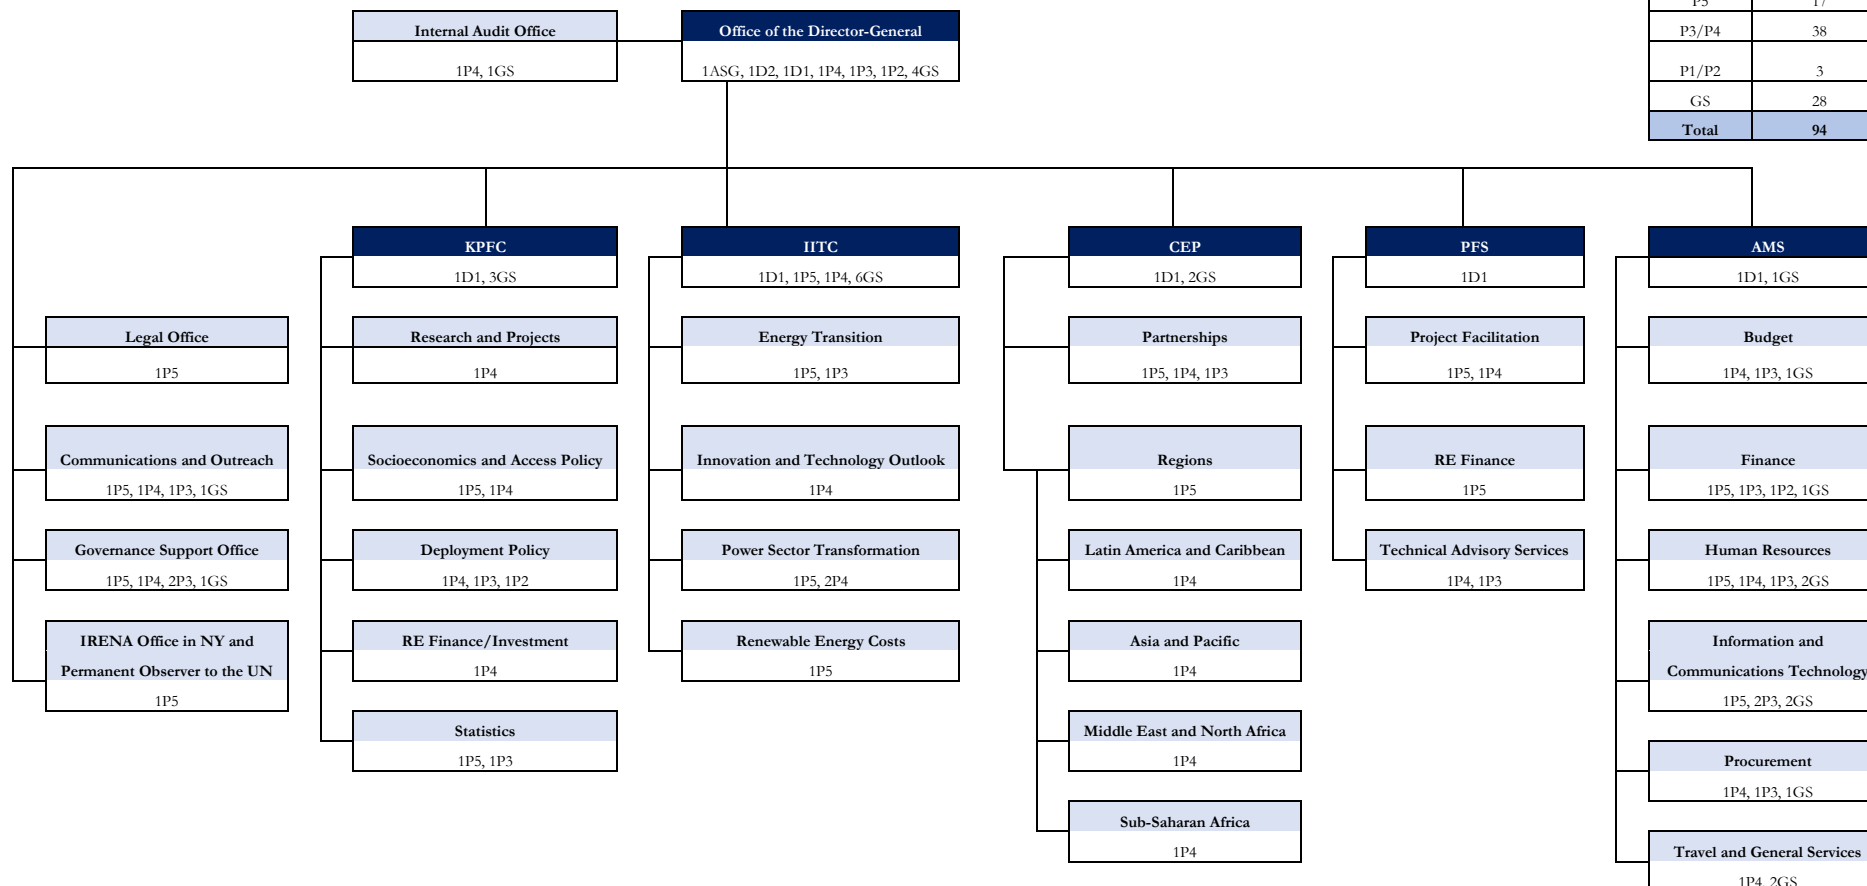 P5 17
Internal Audit Office
1P4, 1GS
Office of the Director-General
1ASG, 1D2, 1D1, 1P4, 1P3, 1P2, 4GS
P3/P4 38
P1/P2 3
GS 28
Total 94
Legal Office
1P5
Communications and Outreach
1P5, 1P4, 1P3, 1GS
Governance Support Office
1P5, 1P4, 2P3, 1GS
IRENA Office in NY and
Permanent Observer to the UN
1P5
KPFC
1D1, 3GS
Research and Projects
1P4
Socioeconomics and Access Policy
1P5, 1P4
Deployment Policy
1P4, 1P3, 1P2
RE Finance/Investment
1P4
Statistics
1P5, 1P3
IITC
1D1, 1P5, 1P4, 6GS
Energy Transition
1P5, 1P3
Innovation and Technology Outlook
1P4
Power Sector Transformation
1P5, 2P4
Renewable Energy Costs
1P5
CEP
1D1, 2GS
Partnerships
1P5, 1P4, 1P3
Regions
1P5
Latin America and Caribbean
1P4
Asia and Pacific
1P4
Middle East and North Africa
1P4
Sub-Saharan Africa
1P4
PFS
1D1
Project Facilitation
1P5, 1P4
RE Finance
1P5
Technical Advisory Services
1P4, 1P3
AMS
1D1, 1GS
Budget
1P4, 1P3, 1GS
Finance
1P5, 1P3, 1P2, 1GS
Human Resources
1P5, 1P4, 1P3, 2GS
Information and
Communications Technology
1P5, 2P3, 2GS
Procurement
1P4, 1P3, 1GS
Travel and General Services
1P4, 2GS